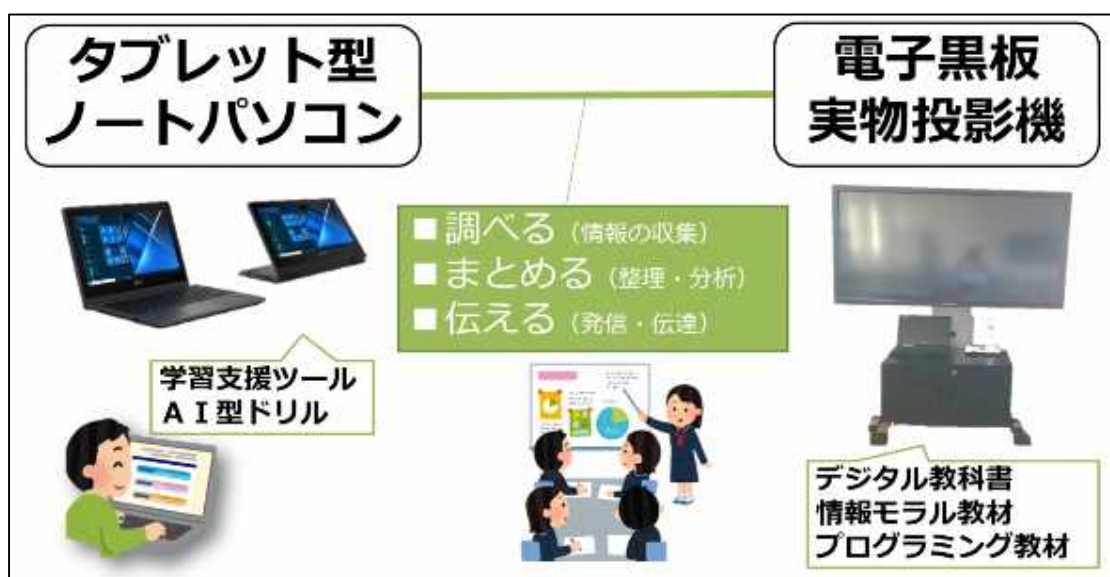 タブレット型
ノートパソコン
電子黒板
実物投影機
■調べる（情報の収集）
■まとめる（整理・分析）
■伝える（発信・伝達）
学習支援ツール
ＡＩ型ドリル
デジタル教科書
情報モラル教材
プログラミング教材